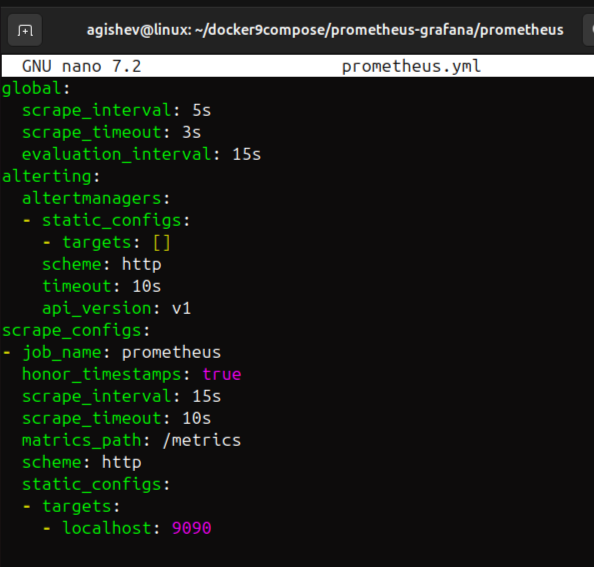 agishev@linux: ~/docker9compose/prometheus-grafana/prometheus
GNU nano 7.2 prometheus.yml
global:
  scrape_interval: 5s
  scrape_timeout: 3s
  evaluation_interval: 15s
alterting:
  altertmanagers:
  - static_configs:
    - targets: []
    scheme: http
    timeout: 10s
    api_version: v1
scrape_configs:
- job_name: prometheus
  honor_timestamps: true
  scrape_interval: 15s
  scrape_timeout: 10s
  matrics_path: /metrics
  scheme: http
  static_configs:
  - targets:
    - localhost: 9090